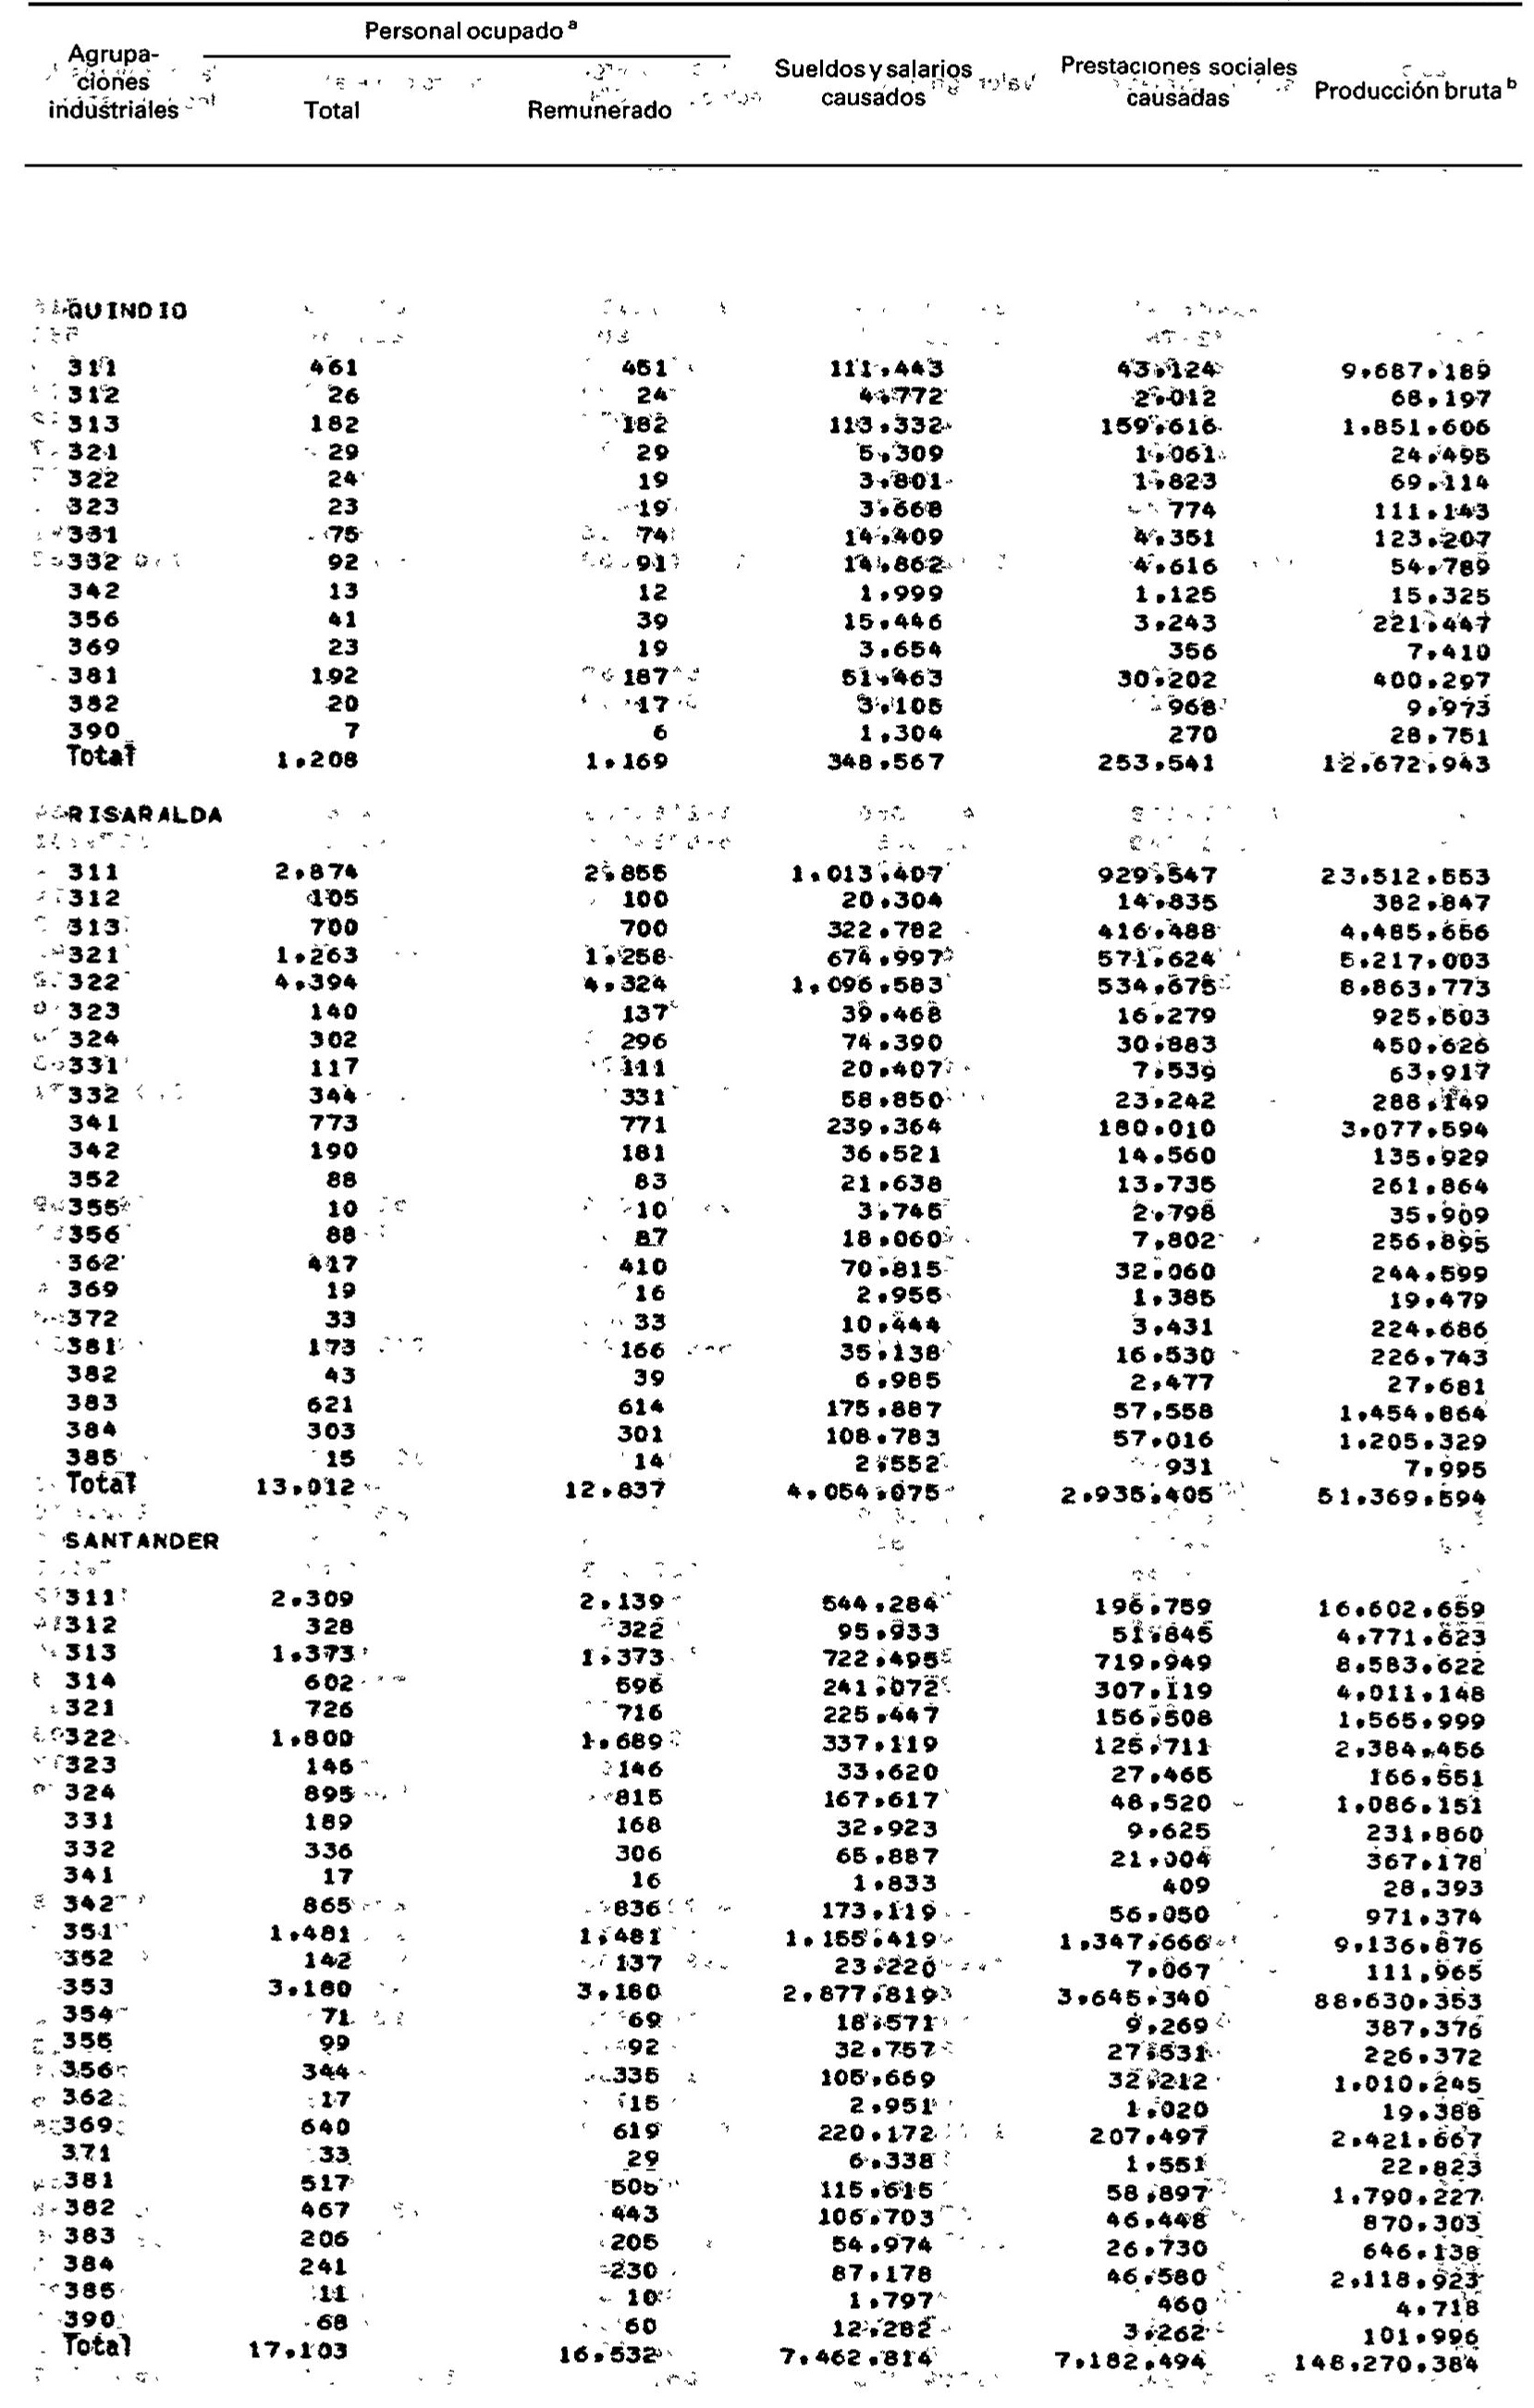 Personal ocupado a
Agrupa-
ciones
industriales
Total
Remunerado
Sueldos y salarios
causados
Prestaciones sociales
causadas
Producción bruta b
QUINDIO
311 461 451 111.443 43.124 9.687.189
312 26 24 4.772 2.012 68.197
313 182 182 113.332 159.616 1.851.606
321 29 29 5.309 1.061 24.495
322 24 19 3.801 1.823 69.114
323 23 19 3.668 774 111.143
331 75 74 14.409 4.351 123.207
332 92 91 14.862 4.616 54.789
342 13 12 1.999 1.125 15.325
356 41 39 15.446 3.243 221.447
369 23 19 3.654 356 7.410
381 192 187 51.463 30.202 400.297
382 20 17 3.105 968 9.973
390 7 6 1.304 270 28.751
Total 1.208 1.169 348.567 253.541 12.672.943
RISARALDA
311 2.874 2.855 1.013.407 929.547 23.512.553
312 105 100 20.304 14.835 382.847
313 700 700 322.782 416.488 4.485.656
321 1.263 1.258 674.997 571.624 5.217.003
322 4.394 4.324 1.096.583 534.675 8.863.773
323 140 137 39.468 16.279 925.503
324 302 296 74.390 30.883 450.626
331 117 111 20.407 7.539 63.917
332 344 331 58.850 23.242 288.149
341 773 771 239.364 180.010 3.077.594
342 190 181 36.521 14.560 135.929
352 88 83 21.638 13.735 261.864
355 10 10 3.745 2.798 35.909
356 88 87 18.060 7.802 256.895
362 417 410 70.815 32.060 244.599
369 19 16 2.955 1.385 19.479
372 33 33 10.444 3.431 224.686
381 173 166 35.138 16.530 226.743
382 43 39 6.985 2.477 27.681
383 621 614 175.887 57.558 1.454.864
384 303 301 108.783 57.016 1.205.329
385 15 14 2.552 931 7.995
Total 13.012 12.837 4.054.075 2.935.405 51.369.594
SANTANDER
311 2.309 2.139 544.284 196.759 16.602.659
312 328 322 95.933 51.845 4.771.623
313 1.373 1.373 722.495 719.949 8.583.622
314 602 596 241.072 307.119 4.011.148
321 726 716 225.447 156.508 1.565.999
322 1.800 1.689 337.119 125.711 2.384.456
323 146 146 33.620 27.465 166.551
324 895 815 167.617 48.520 1.086.151
331 189 168 32.923 9.625 231.860
332 336 306 65.887 21.004 367.178
341 17 16 1.833 409 28.393
342 865 836 173.119 56.050 971.374
351 1.481 1.481 1.155.419 1.347.666 9.136.876
352 142 137 23.220 7.067 111.965
353 3.180 3.180 2.877.819 3.645.340 88.630.353
354 71 69 18.571 9.269 387.376
355 99 92 32.757 27.531 226.372
356 344 335 105.659 32.212 1.010.245
362 17 15 2.951 1.020 19.388
369 640 619 220.172 207.497 2.421.667
371 33 29 6.338 1.551 22.823
381 517 505 115.615 58.897 1.790.227
382 467 443 106.703 46.448 870.303
383 206 205 54.974 26.730 646.138
384 241 230 87.178 46.580 2.118.923
385 11 10 1.797 460 4.718
390 68 60 12.282 3.262 101.996
Total 17.103 16.532 7.462.814 7.182.494 148.270.384